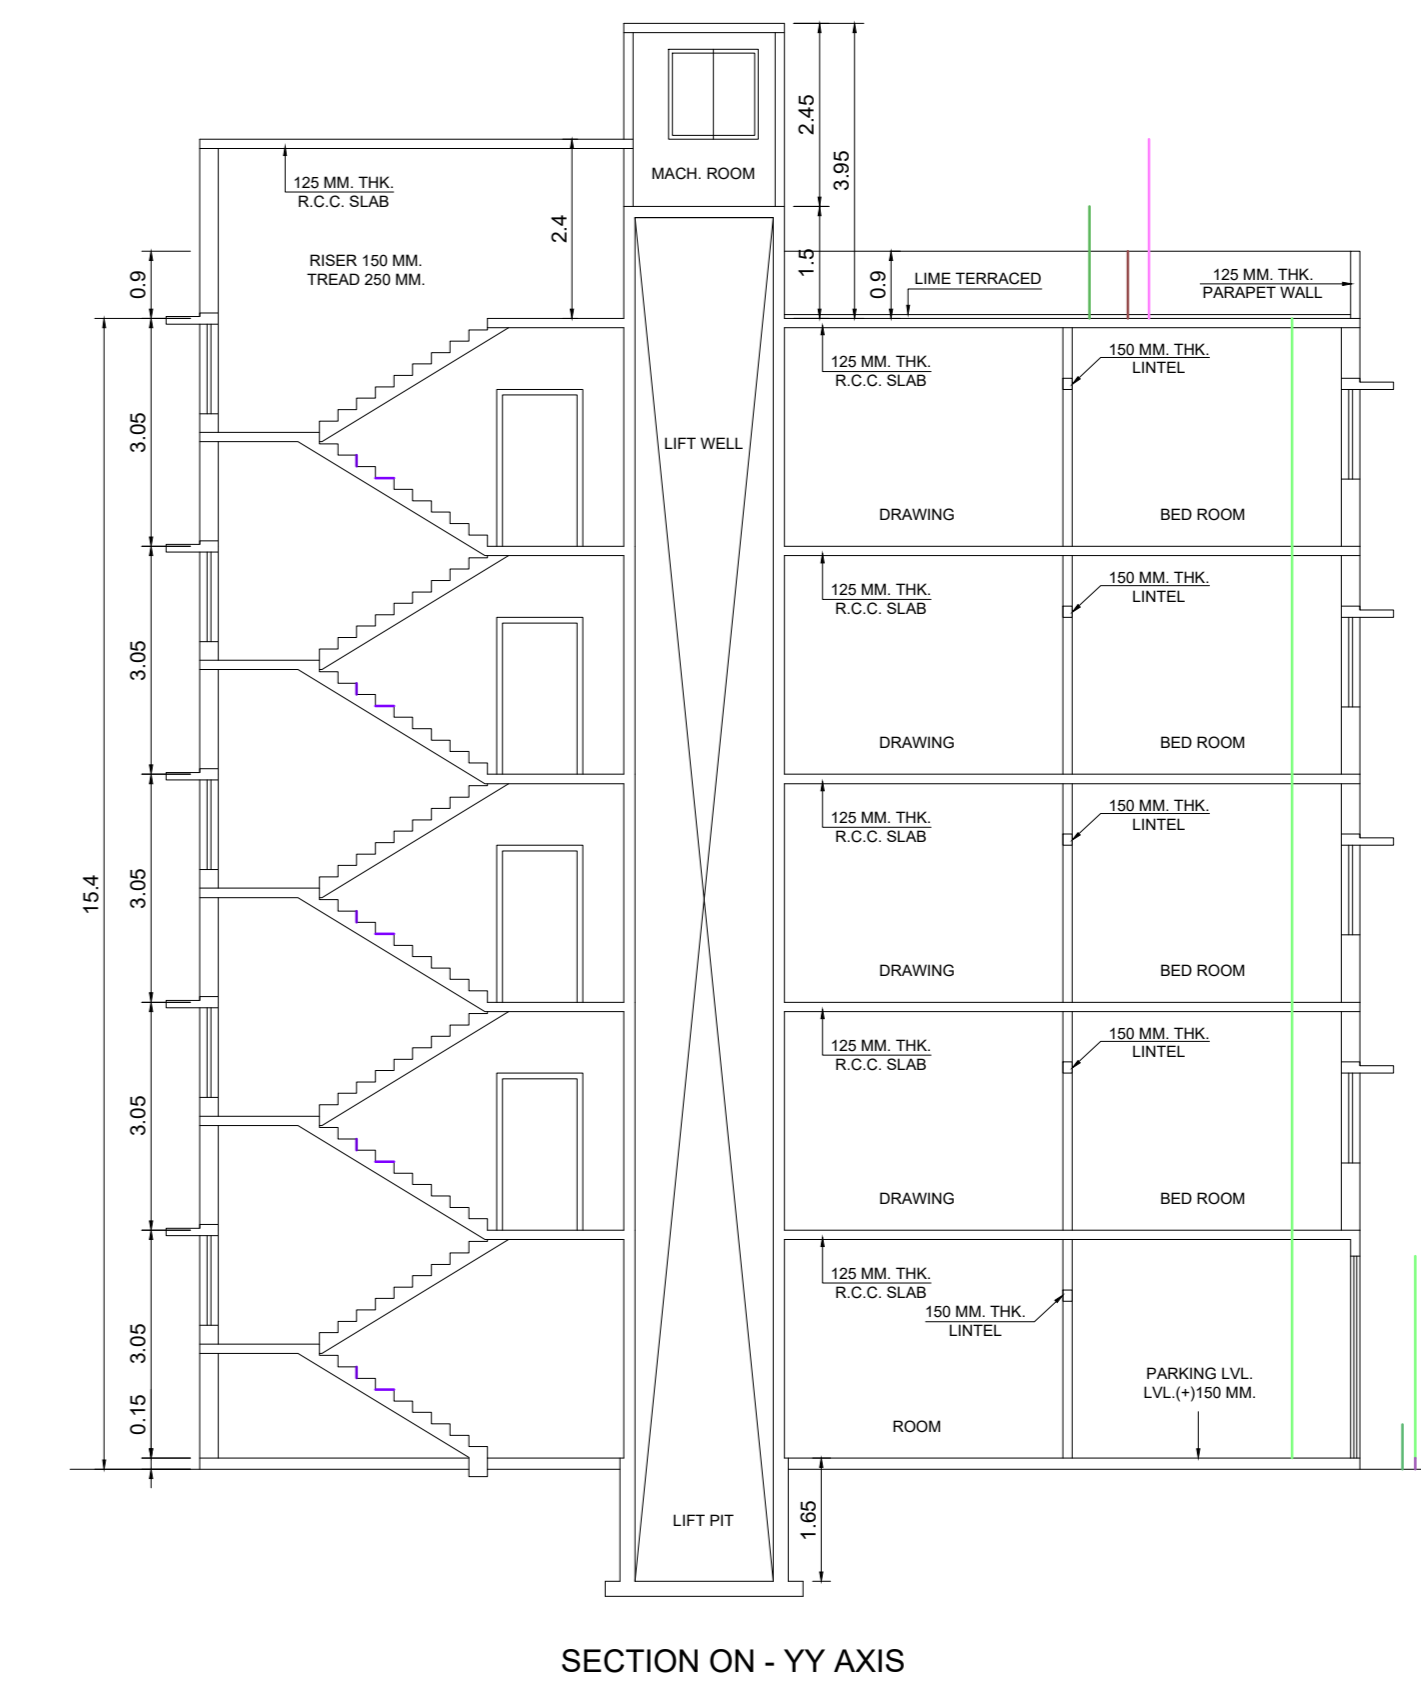 2.45
3.95
MACH. ROOM
125 MM. THK.
R.C.C. SLAB
2.4
RISER 150 MM.
TREAD 250 MM.
0.9
1.5
0.9
LIME TERRACED
125 MM. THK.
PARAPET WALL
125 MM. THK.
R.C.C. SLAB
150 MM. THK.
LINTEL
3.05
LIFT WELL
DRAWING
BED ROOM
125 MM. THK.
R.C.C. SLAB
150 MM. THK.
LINTEL
3.05
DRAWING
BED ROOM
125 MM. THK.
R.C.C. SLAB
150 MM. THK.
LINTEL
15.4
3.05
DRAWING
BED ROOM
125 MM. THK.
R.C.C. SLAB
150 MM. THK.
LINTEL
3.05
DRAWING
BED ROOM
125 MM. THK.
R.C.C. SLAB
150 MM. THK.
LINTEL
3.05
PARKING LVL.
LVL.(+)150 MM.
0.15
ROOM
LIFT PIT
1.65
SECTION ON - YY AXIS